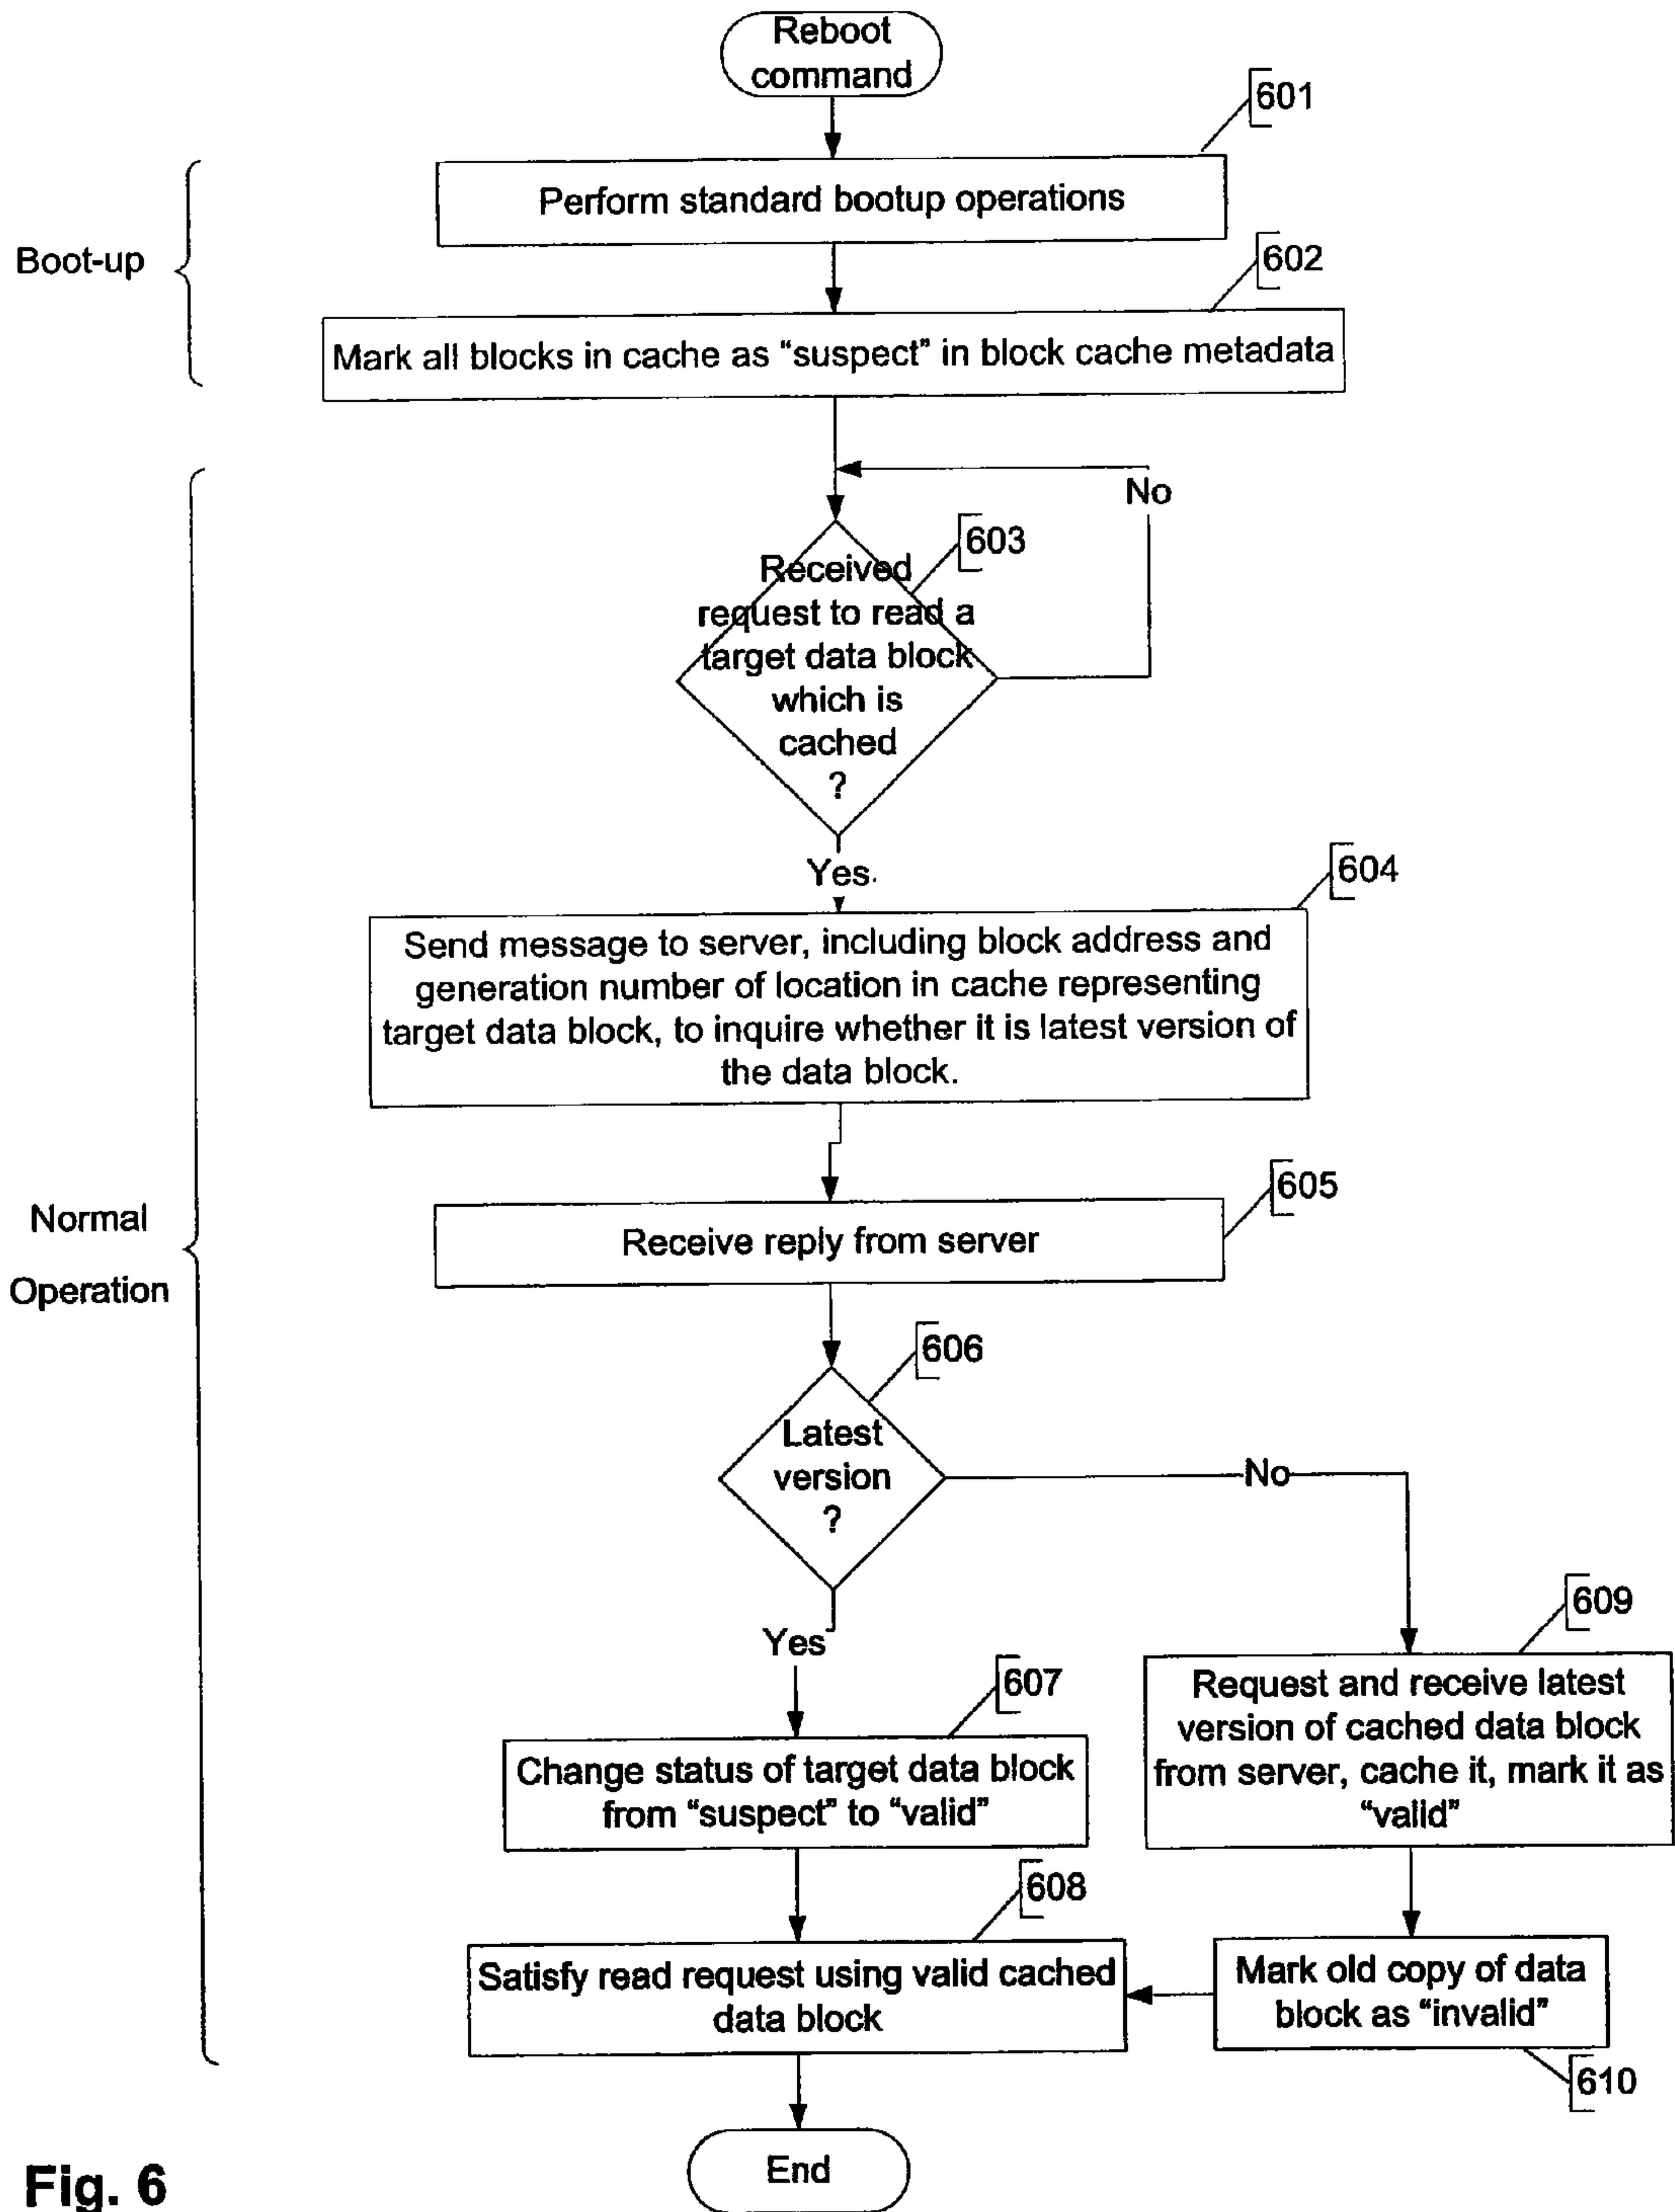 Reboot
command
601
Perform standard bootup operations
Boot-up
602
Mark all blocks in cache as “suspect” in block cache metadata
No
603
Received
request to read a
target data block
which is
cached
?
Yes
604
Send message to server, including block address and
generation number of location in cache representing
target data block, to inquire whether it is latest version of
the data block.
605
Normal
Operation
Receive reply from server
606
Latest
version
?
No
Yes
609
Request and receive latest
version of cached data block
from server, cache it, mark it as
“valid”
607
Change status of target data block
from “suspect” to “valid”
608
Satisfy read request using valid cached
data block
Mark old copy of data
block as “invalid”
610
End
Fig. 6